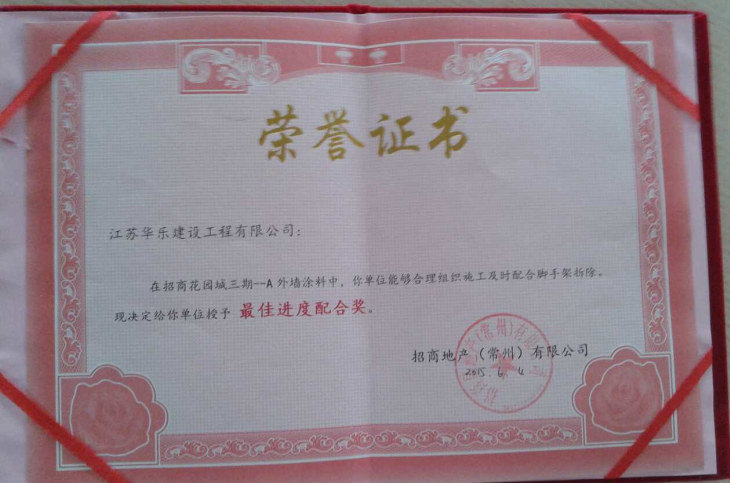 荣誉证书
江苏华乐建设工程有限公司：
在招商花园城三期--A外墙涂料中，你单位能够合理组织施工及时配合脚手架拆除。
现决定给你单位授予 最佳进度配合奖。
招商地产（常州）有限公司
2015 6. 4.